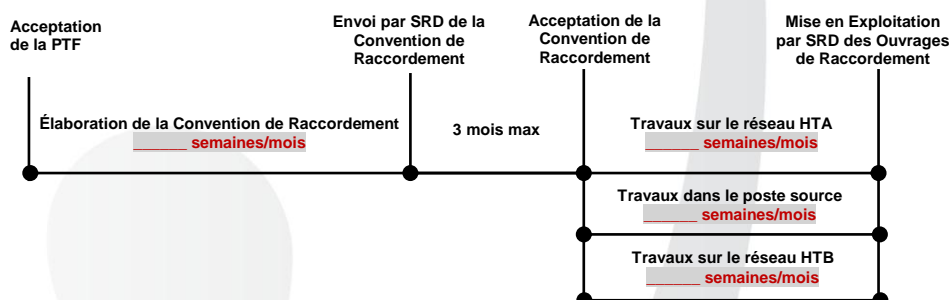 Acceptation
de la PTF
Envoi par SRD de la
Convention de
Raccordement
Acceptation de la
Convention de
Raccordement
Mise en Exploitation
par SRD des Ouvrages
de Raccordement
Élaboration de la Convention de Raccordement
______ semaines/mois
3 mois max
Travaux sur le réseau HTA
______ semaines/mois
Travaux dans le poste source
______ semaines/mois
Travaux sur le réseau HTB
______ semaines/mois